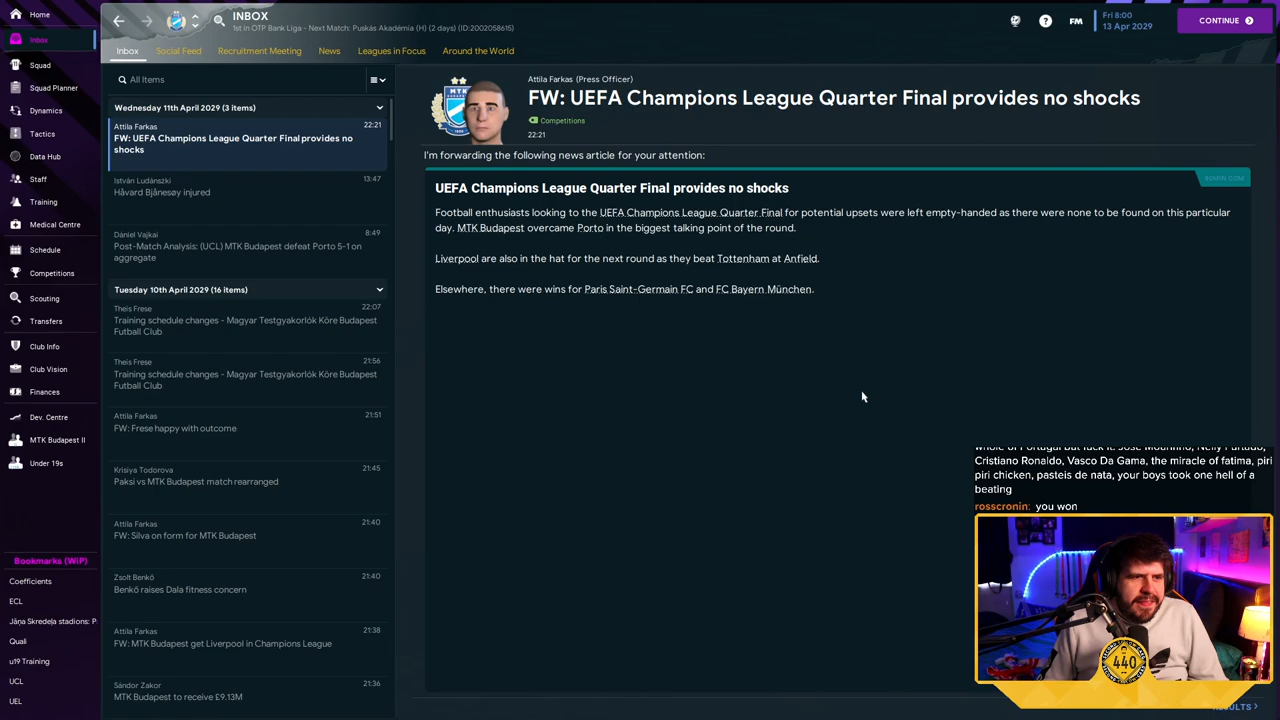 Home
Inbox
Squad
Squad Planner
Dynamics
Tactics
Data Hub
Staff
Training
Medical Centre
Schedule
Competitions
Scouting
Transfers
Club Info
Club Vision
Finances
Dev. Centre
MTK Budapest II
Under 19s
Bookmarks (WiP)
Coefficients
ECL
Jāņa Skredeļa stadions: P
Quali
u19 Training
UCL
UEL
INBOX
1st in OTP Bank Liga - Next Match: Puskás Akadémia (H) (2 days) (ID:2002058615)
FM
Fri 8:00
13 Apr 2029
CONTINUE
Inbox
Social Feed
Recruitment Meeting
News
Leagues in Focus
Around the World
All Items
Wednesday 11th April 2029 (3 items)
Attila Farkas
22:21
FW: UEFA Champions League Quarter Final provides no
shocks
István Ludánszki
13:47
Håvard Bjånesøy injured
Dániel Vajkai
8:49
Post-Match Analysis: (UCL) MTK Budapest defeat Porto 5-1 on
aggregate
Tuesday 10th April 2029 (16 items)
Theis Frese
22:07
Training schedule changes - Magyar Testgyakorlók Köre Budapest
Futball Club
Theis Frese
21:56
Training schedule changes - Magyar Testgyakorlók Köre Budapest
Futball Club
Attila Farkas
21:51
FW: Frese happy with outcome
Krisiya Todorova
21:45
Paksi vs MTK Budapest match rearranged
Attila Farkas
21:40
FW: Silva on form for MTK Budapest
Zsolt Benkő
21:40
Benkő raises Dala fitness concern
Attila Farkas
21:38
FW: MTK Budapest get Liverpool in Champions League
Sándor Zakor
21:36
MTK Budapest to receive £9.13M
MTK
Attila Farkas (Press Officer)
FW: UEFA Champions League Quarter Final provides no shocks
Competitions
22:21
I'm forwarding the following news article for your attention:
90MIN.COM
UEFA Champions League Quarter Final provides no shocks
Football enthusiasts looking to the UEFA Champions League Quarter Final for potential upsets were left empty-handed as there were none to be found on this particular
day. MTK Budapest overcame Porto in the biggest talking point of the round.
Liverpool are also in the hat for the next round as they beat Tottenham at Anfield.
Elsewhere, there were wins for Paris Saint-Germain FC and FC Bayern München.
Cristiano Ronaldo, Vasco Da Gama, the miracle of fatima, piri
piri chicken, pasteis de nata, your boys took one hell of a
beating
rosscronin: you won
440
RESULTS